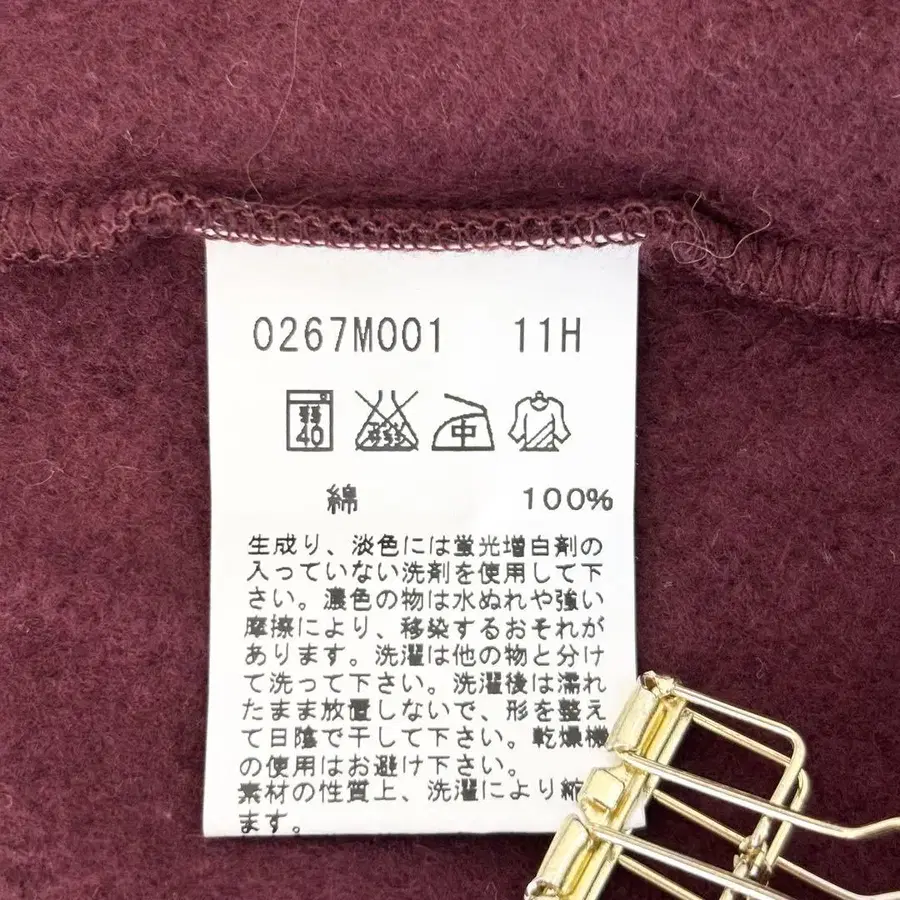 0267M001 11H
40 中
綿 100%
生成り、淡色には蛍光増白剤の
入っていない洗剤を使用して下
さい。濃色の物は水ぬれや強い
摩擦により、移染するおそれが
あります。洗濯は他の物と分け
て洗って下さい。洗濯後は濡れ
たまま放置しないで、形を整え
て日陰で干して下さい。乾燥機
の使用はお避け下さい。
素材の性質上、洗濯により縮
ます。